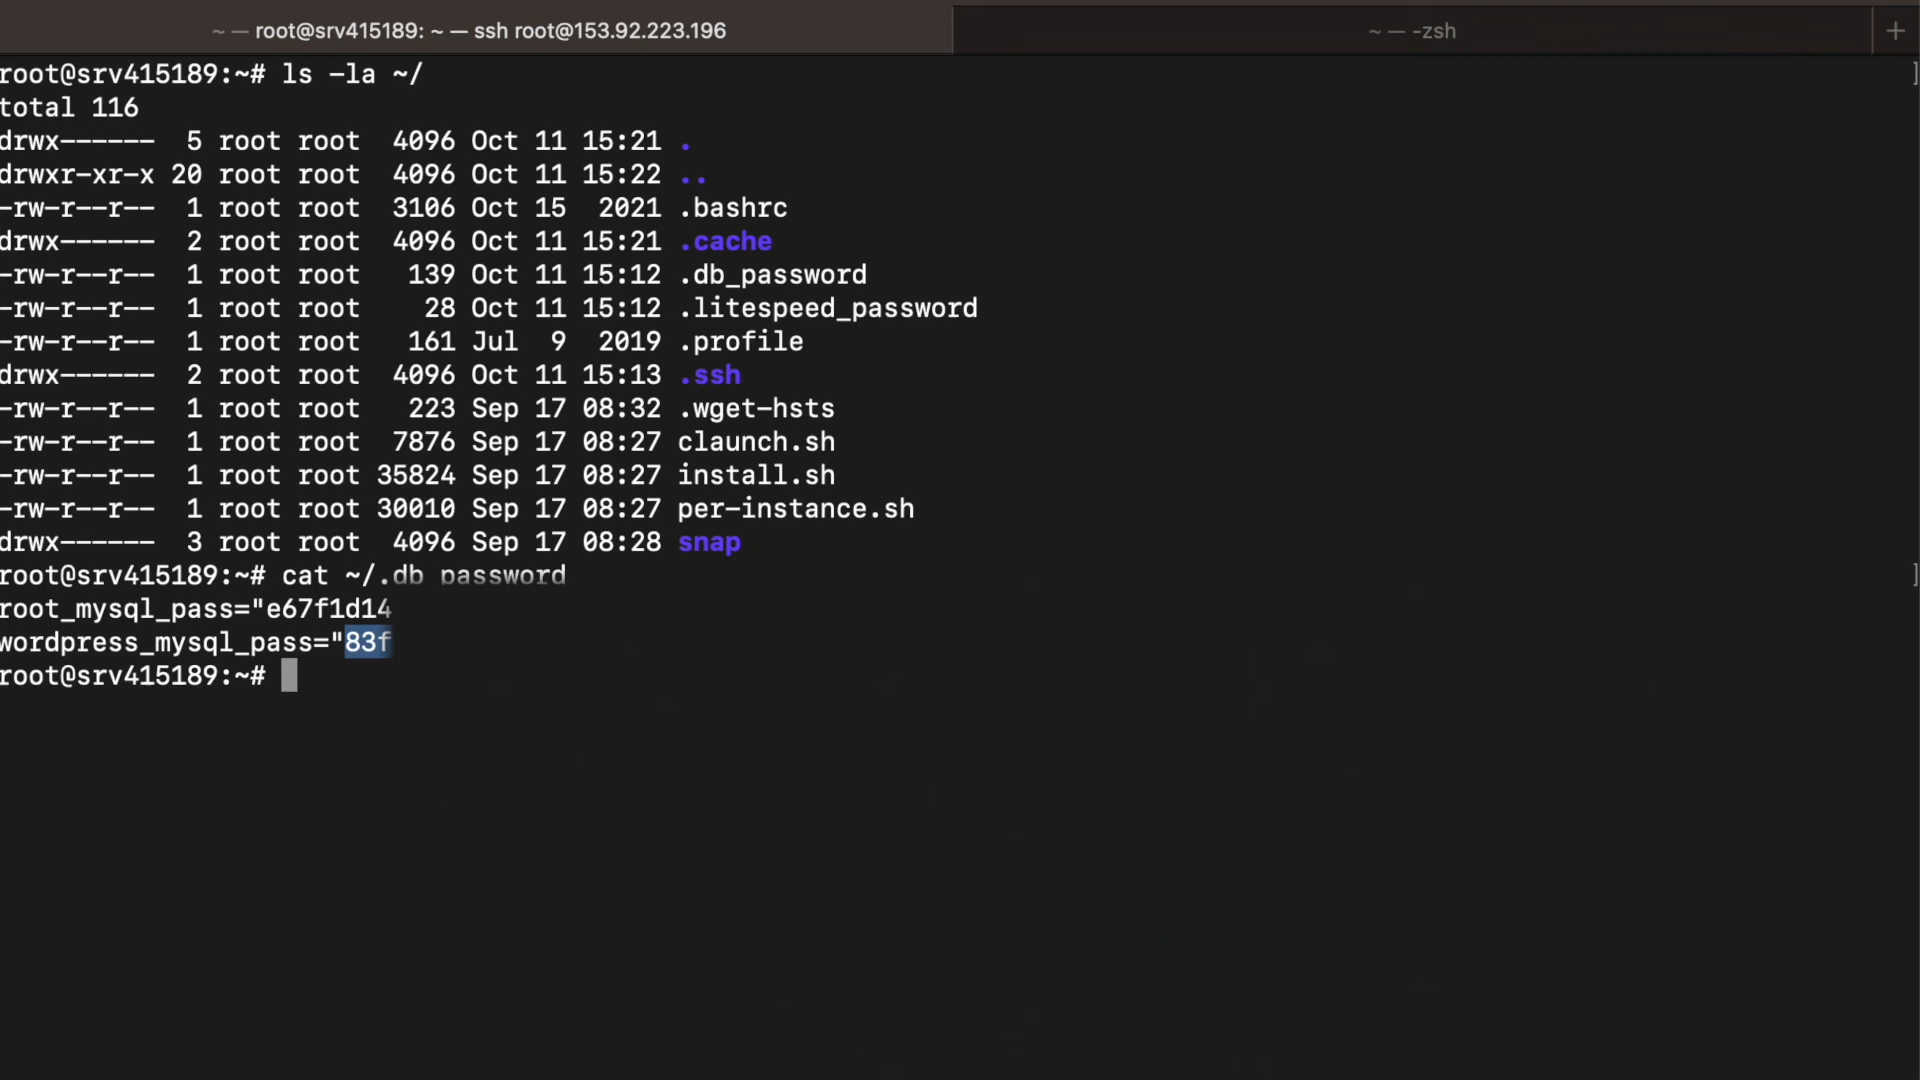 ~ — root@srv415189: ~ — ssh root@153.92.223.196
~ — -zsh
+
root@srv415189:~# ls -la ~/
]
total 116
drwx------  5 root root  4096 Oct 11 15:21 .
drwxr-xr-x 20 root root  4096 Oct 11 15:22 ..
-rw-r--r--  1 root root  3106 Oct 15  2021 .bashrc
drwx------  2 root root  4096 Oct 11 15:21 .cache
-rw-r--r--  1 root root   139 Oct 11 15:12 .db_password
-rw-r--r--  1 root root    28 Oct 11 15:12 .litespeed_password
-rw-r--r--  1 root root   161 Jul  9  2019 .profile
drwx------  2 root root  4096 Oct 11 15:13 .ssh
-rw-r--r--  1 root root   223 Sep 17 08:32 .wget-hsts
-rw-r--r--  1 root root  7876 Sep 17 08:27 claunch.sh
-rw-r--r--  1 root root 35824 Sep 17 08:27 install.sh
-rw-r--r--  1 root root 30010 Sep 17 08:27 per-instance.sh
drwx------  3 root root  4096 Sep 17 08:28 snap
root@srv415189:~# cat ~/.db_password
]
root_mysql_pass="e67f1d14
wordpress_mysql_pass="83f
root@srv415189:~#